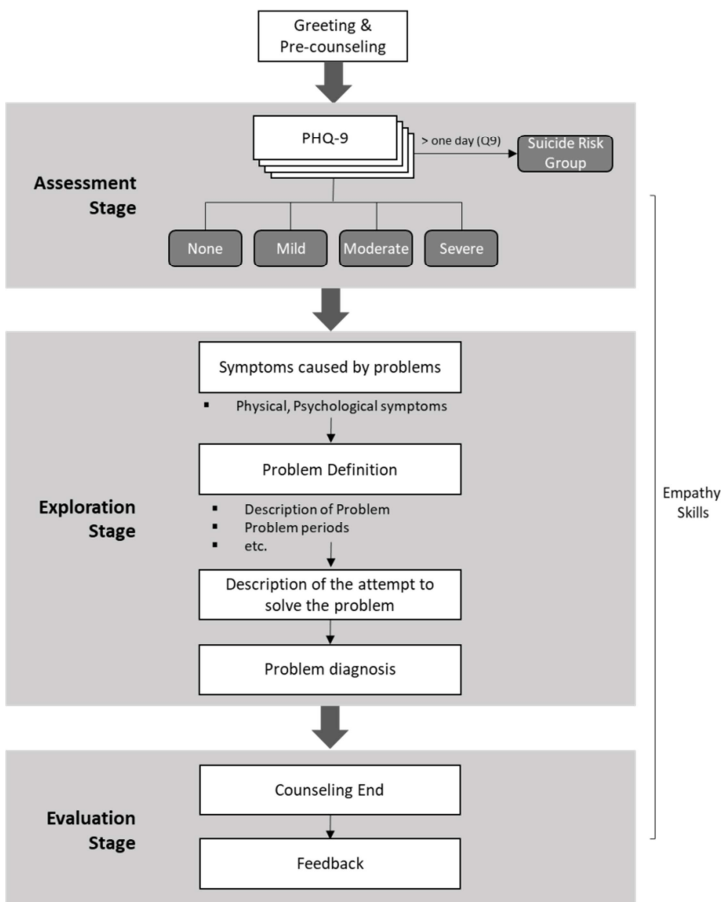 Greeting &
Pre-counseling
Assessment
Stage
PHQ-9
> one day (Q9)
Suicide Risk
Group
None
Mild
Moderate
Severe
Exploration
Stage
Symptoms caused by problems
▪ Physical, Psychological symptoms
Problem Definition
▪ Description of Problem
▪ Problem periods
▪ etc.
Description of the attempt to
solve the problem
Problem diagnosis
Empathy
Skills
Evaluation
Stage
Counseling End
Feedback